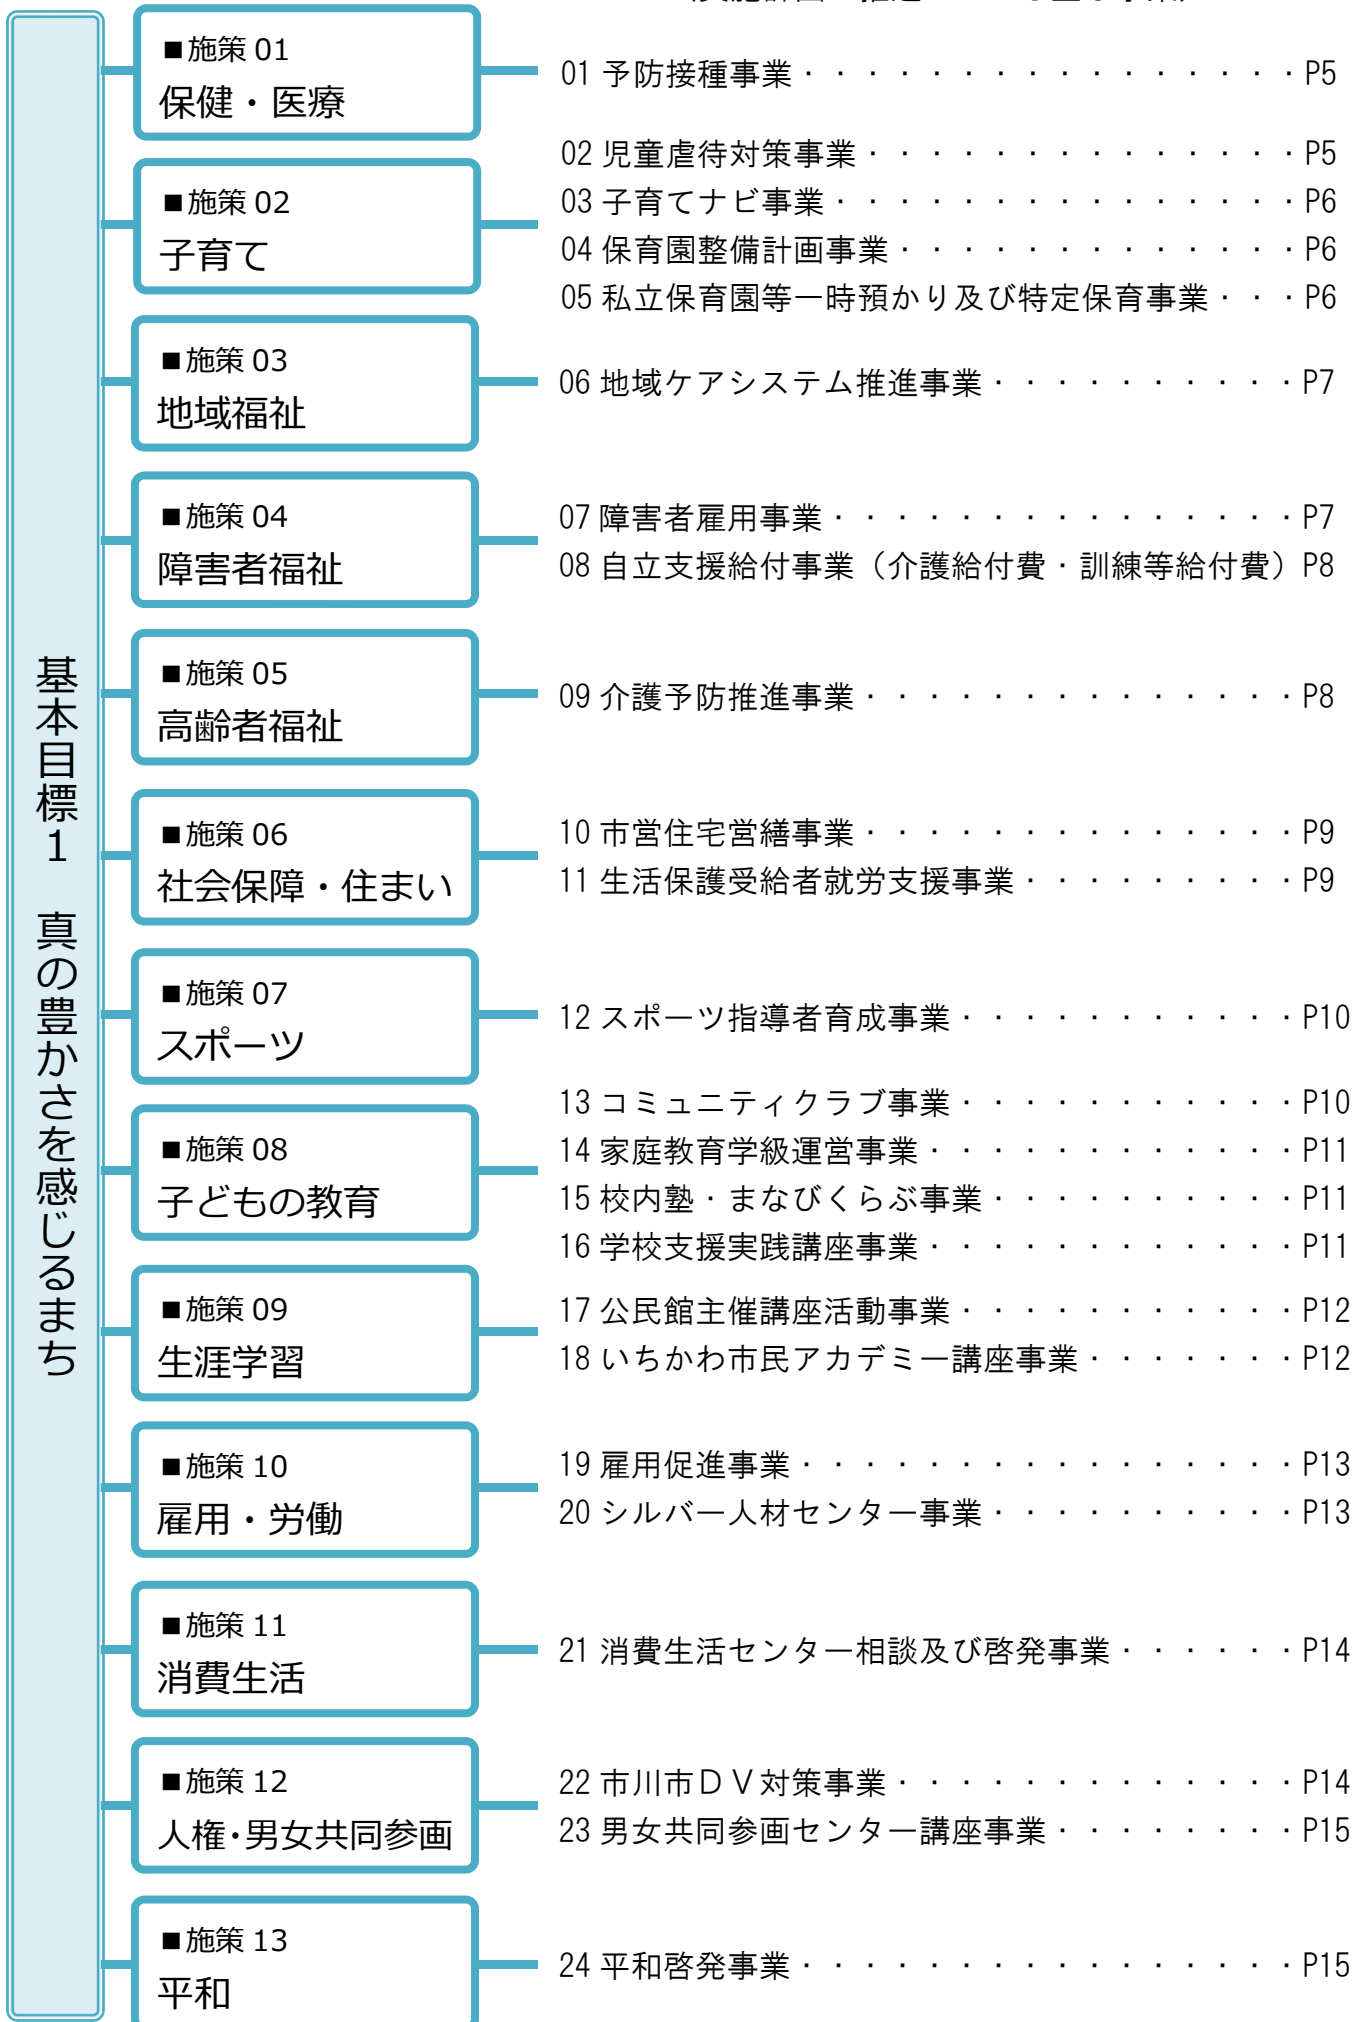 基本目標1 真の豊かさを感じるまち
■施策 01
保健・医療
01 予防接種事業・・・・・・・・・・・・・・・・P5
■施策 02
子育て
02 児童虐待対策事業・・・・・・・・・・・・・・P5
03 子育てナビ事業・・・・・・・・・・・・・・・P6
04 保育園整備計画事業・・・・・・・・・・・・・P6
05 私立保育園等一時預かり及び特定保育事業・・・P6
■施策 03
地域福祉
06 地域ケアシステム推進事業・・・・・・・・・・P7
■施策 04
障害者福祉
07 障害者雇用事業・・・・・・・・・・・・・・・P7
08 自立支援給付事業（介護給付費・訓練等給付費）P8
■施策 05
高齢者福祉
09 介護予防推進事業・・・・・・・・・・・・・・P8
■施策 06
社会保障・住まい
10 市営住宅営繕事業・・・・・・・・・・・・・・P9
11 生活保護受給者就労支援事業・・・・・・・・・P9
■施策 07
スポーツ
12 スポーツ指導者育成事業・・・・・・・・・・・P10
■施策 08
子どもの教育
13 コミュニティクラブ事業・・・・・・・・・・・P10
14 家庭教育学級運営事業・・・・・・・・・・・・P11
15 校内塾・まなびくらぶ事業・・・・・・・・・・P11
16 学校支援実践講座事業・・・・・・・・・・・・P11
■施策 09
生涯学習
17 公民館主催講座活動事業・・・・・・・・・・・P12
18 いちかわ市民アカデミー講座事業・・・・・・・P12
■施策 10
雇用・労働
19 雇用促進事業・・・・・・・・・・・・・・・・P13
20 シルバー人材センター事業・・・・・・・・・・P13
■施策 11
消費生活
21 消費生活センター相談及び啓発事業・・・・・・P14
■施策 12
人権・男女共同参画
22 市川市ＤＶ対策事業・・・・・・・・・・・・・P14
23 男女共同参画センター講座事業・・・・・・・・P15
■施策 13
平和
24 平和啓発事業・・・・・・・・・・・・・・・・P15